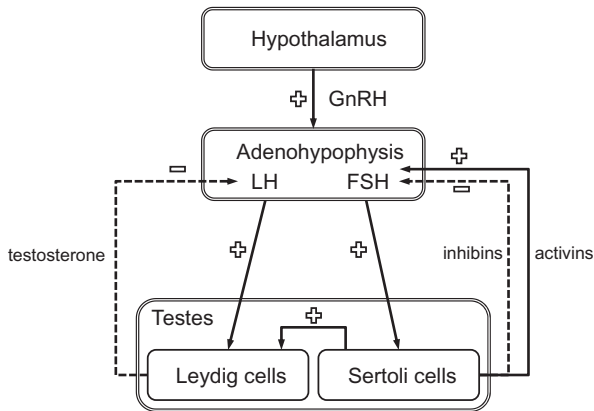 Hypothalamus
GnRH
Adenohypophysis
LH FSH
testosterone
inhibins
activins
Testes
Leydig cells
Sertoli cells